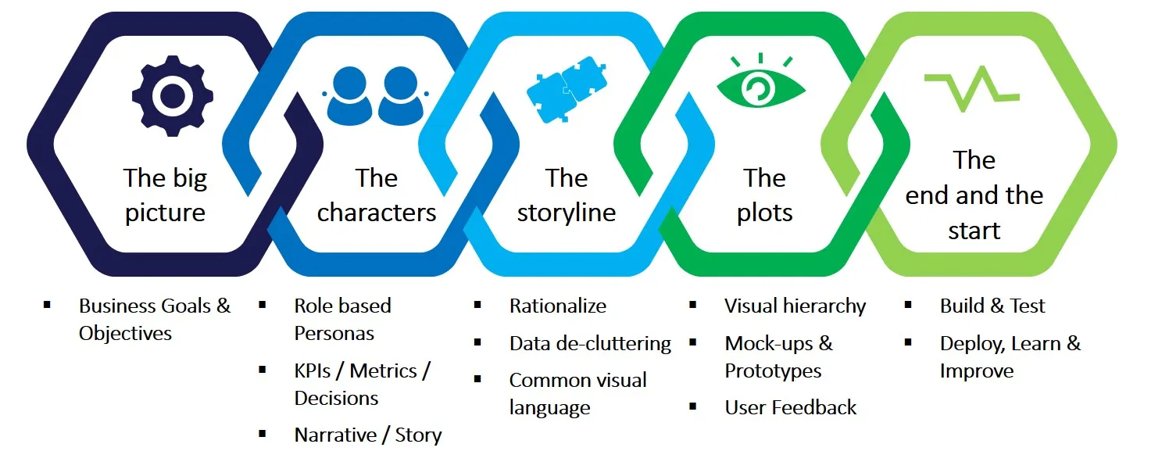 The big
picture
The
characters
The
storyline
The
plots
The
end and the
start
▪ Business Goals &
Objectives
▪ Role based
Personas
▪ KPIs / Metrics /
Decisions
▪ Narrative / Story
▪ Rationalize
▪ Data de-cluttering
▪ Common visual
language
▪ Visual hierarchy
▪ Mock-ups &
Prototypes
▪ User Feedback
▪ Build & Test
▪ Deploy, Learn &
Improve